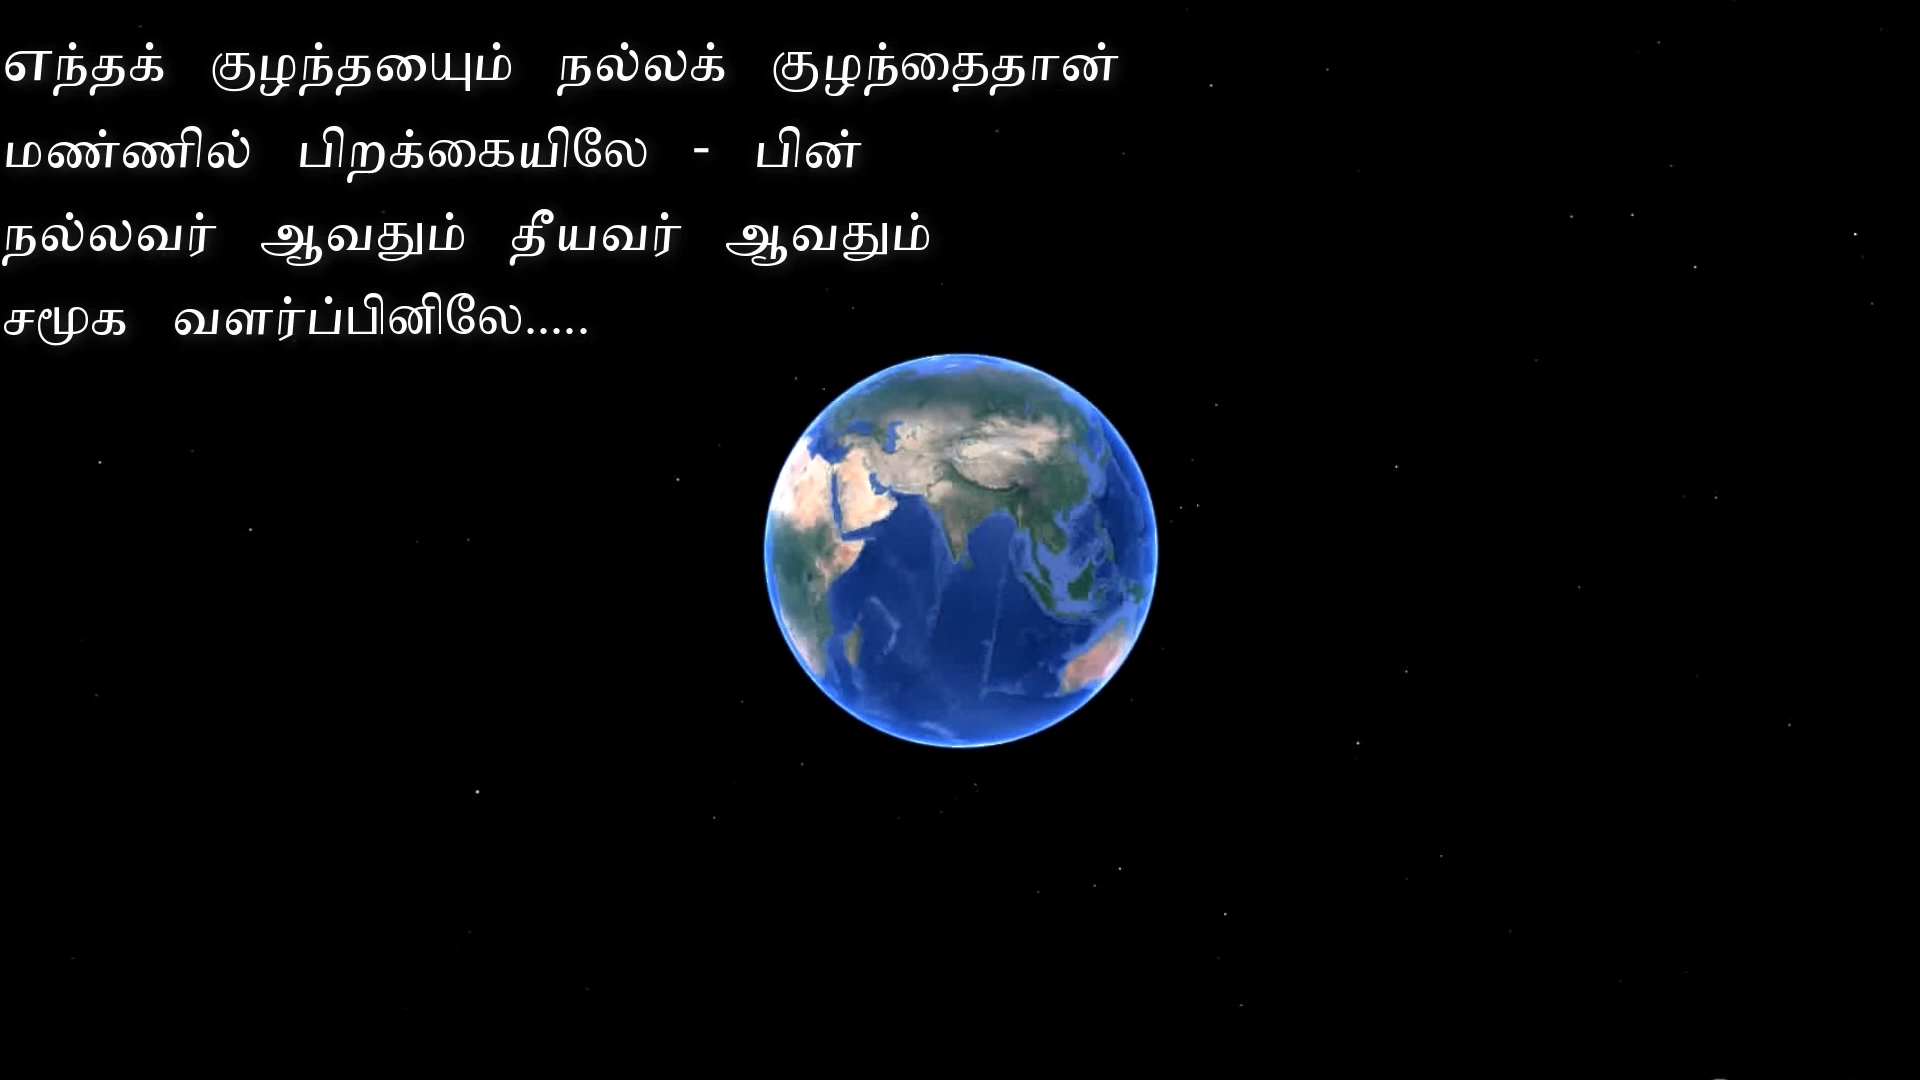 எந்தக் குழந்தயையும் நல்லக் குழந்தைதான்
மண்ணில் பிறக்கையிலே - பின்
நல்லவர் ஆவதும் தீயவர் ஆவதும்
சமூக வளர்ப்பினிலே.....